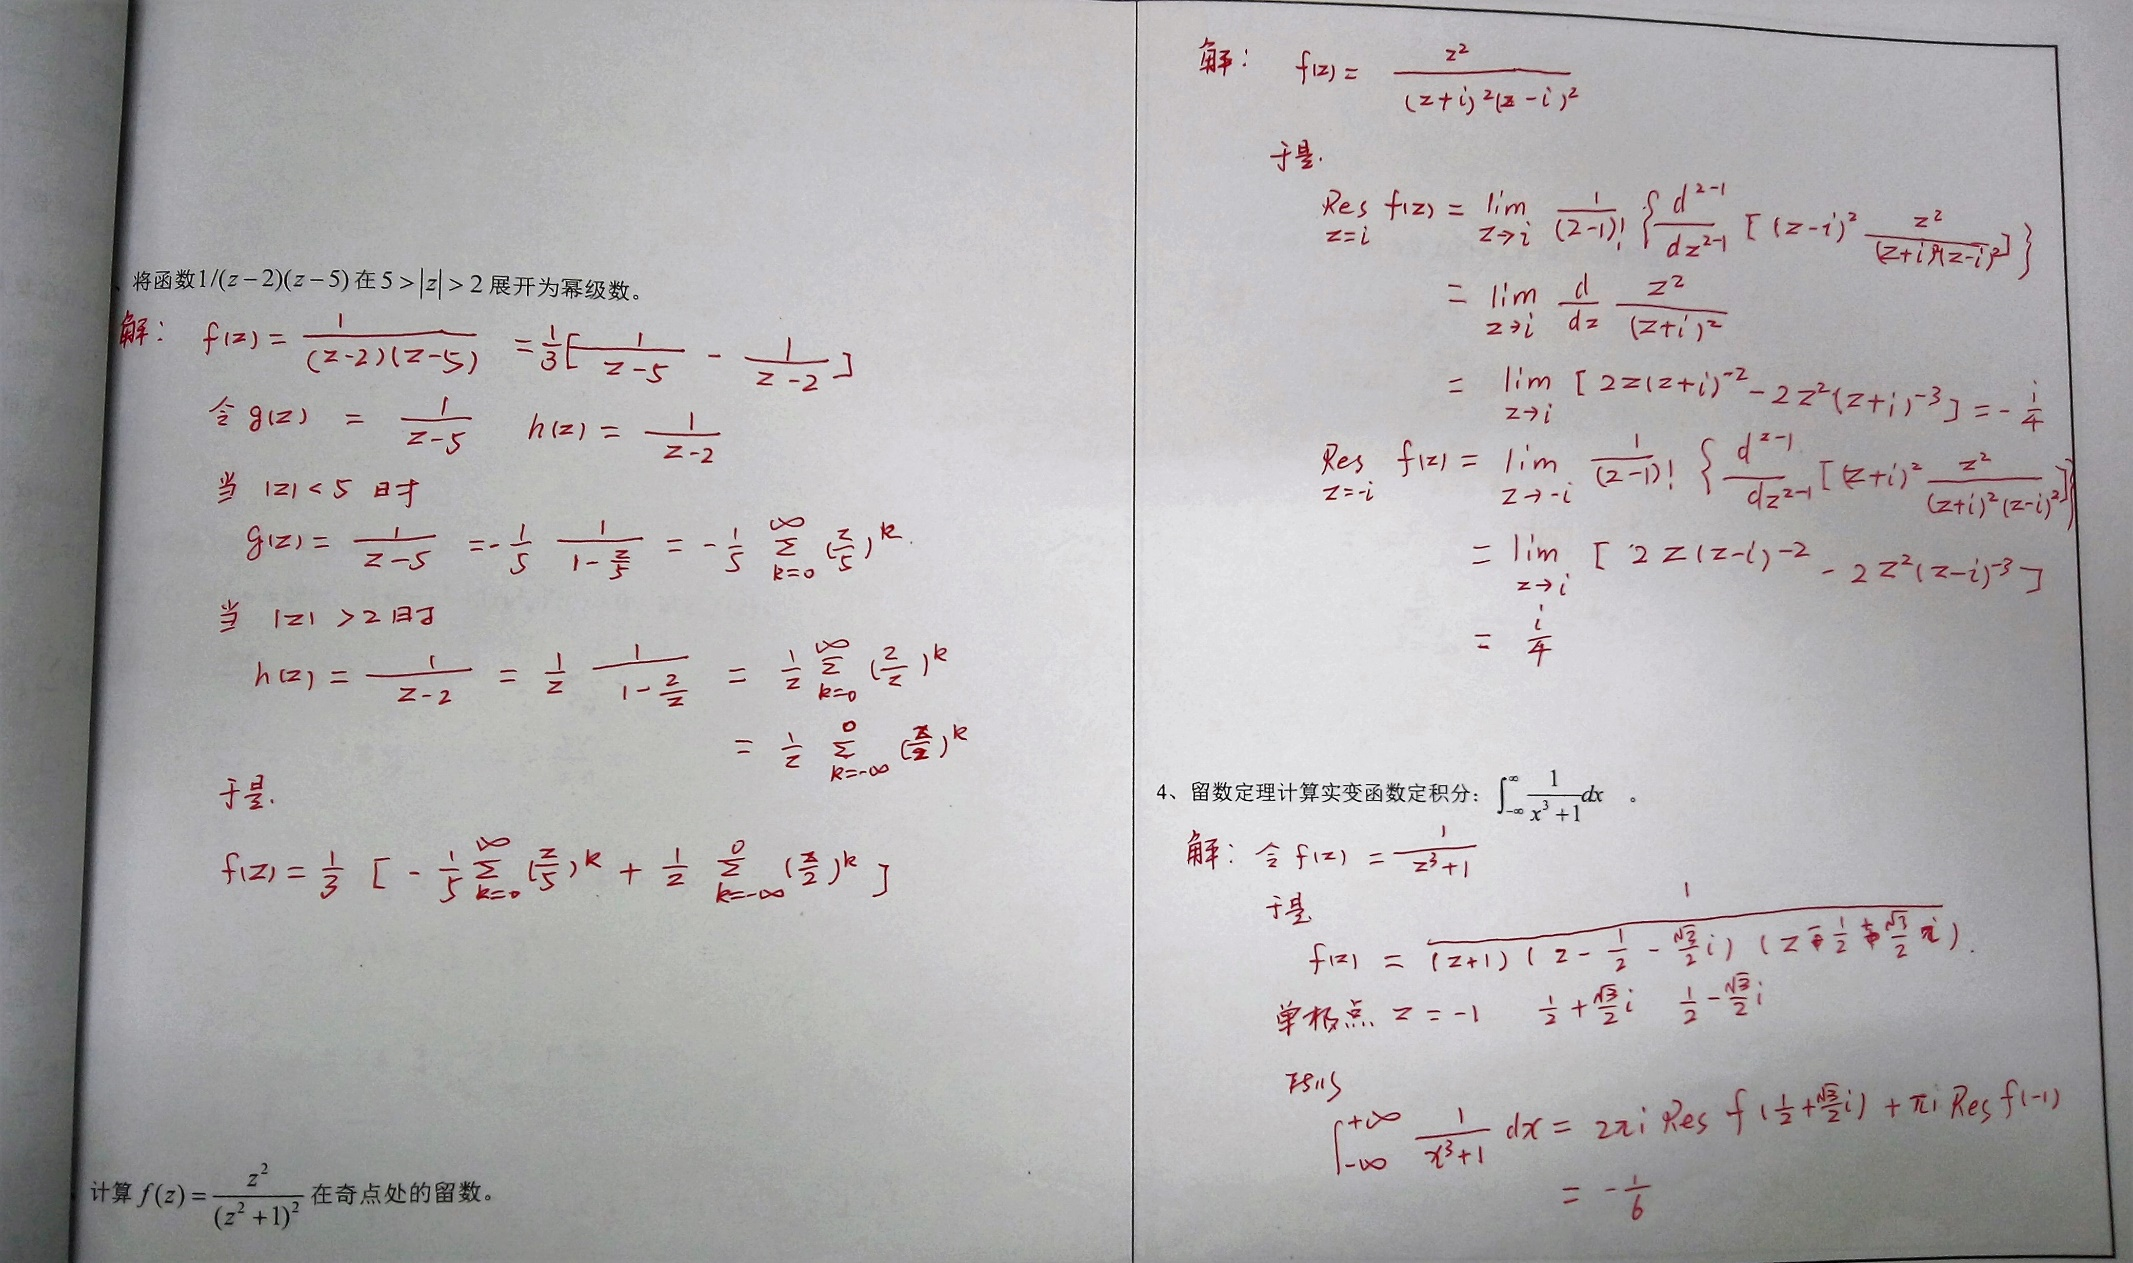 、将函数1/(z−2)(z−5)在5>|z|>2展开为幂级数。
解： f(z) = 1/((z-2)(z-5)) = 1/3[1/(z-5) - 1/(z-2)]
令 g(z) = 1/(z-5) h(z) = 1/(z-2)
当 |z|<5 时
g(z) = 1/(z-5) = -1/5 1/(1-z/5) = -1/5 ∑_{k=0}^{∞} (z/5)^k.
当 |z|>2 时
h(z) = 1/(z-2) = 1/z 1/(1-2/z) = 1/z ∑_{k=0}^{∞} (2/z)^k
= 1/z ∑_{k=-∞}^{0} (z/2)^k
于是.
f(z) = 1/3 [ -1/5 ∑_{k=0}^{∞} (z/5)^k + 1/2 ∑_{k=-∞}^{0} (z/2)^k ]
计算 f(z) = z²/(z²+1)² 在奇点处的留数。
解： f(z) = z²/((z+i)²(z-i)²)
于是.
Res_{z=i} f(z) = lim_{z→i} 1/(2-1)! {d^{2-1}/dz^{2-1} [(z-i)² z²/((z+i)²(z-i)²)]}
= lim_{z→i} d/dz z²/(z+i)²
= lim_{z→i} [2z(z+i)^{-2} - 2z²(z+i)^{-3}] = -i/4
Res_{z=-i} f(z) = lim_{z→-i} 1/(2-1)! {d^{2-1}/dz^{2-1} [(z+i)² z²/((z+i)²(z-i)²)]}
= lim_{z→i} [2z(z-i)^{-2} - 2z²(z-i)^{-3}]
= i/4
4、留数定理计算实变函数定积分：∫_{-∞}^{∞} 1/(x³+1) dx 。
解：令 f(z) = 1/(z³+1)
于是
f(z) = 1/((z+1)(z - 1/2 - √3/2 i)(z - 1/2 + √3/2 i)).
单极点 z = -1 1/2+√3/2 i 1/2-√3/2 i
∫_{-∞}^{+∞} 1/(x³+1) dx = 2πi Res f(1/2+√3/2 i) + πi Res f(-1)
= -1/6